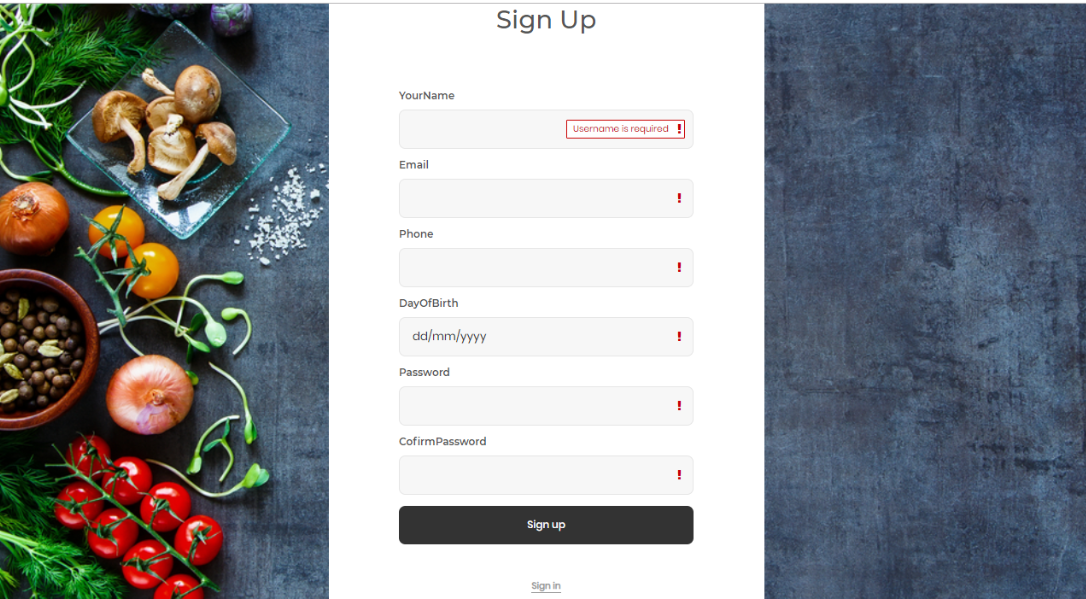 Sign Up
YourName
Username is required !
Email
!
Phone
!
DayOfBirth
dd/mm/yyyy !
Password
!
CofirmPassword
!
Sign up
Sign in